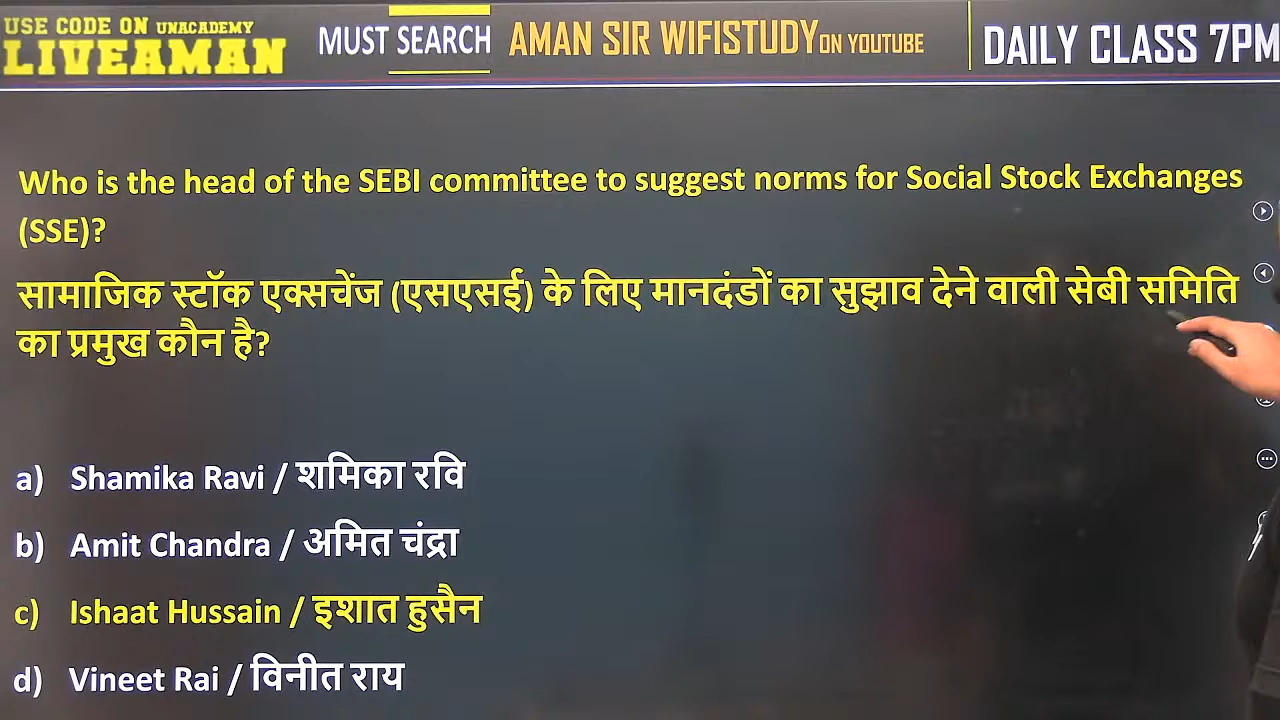 USE CODE ON UNACADEMY
LIVEAMAN
MUST SEARCH
AMAN SIR WIFISTUDY ON YOUTUBE
DAILY CLASS 7PM
Who is the head of the SEBI committee to suggest norms for Social Stock Exchanges
(SSE)?
सामाजिक स्टॉक एक्सचेंज (एसएसई) के लिए मानदंडों का सुझाव देने वाली सेबी समिति
का प्रमुख कौन है?
a) Shamika Ravi / शमिका रवि
b) Amit Chandra / अमित चंद्रा
c) Ishaat Hussain / इशात हुसैन
d) Vineet Rai / विनीत राय